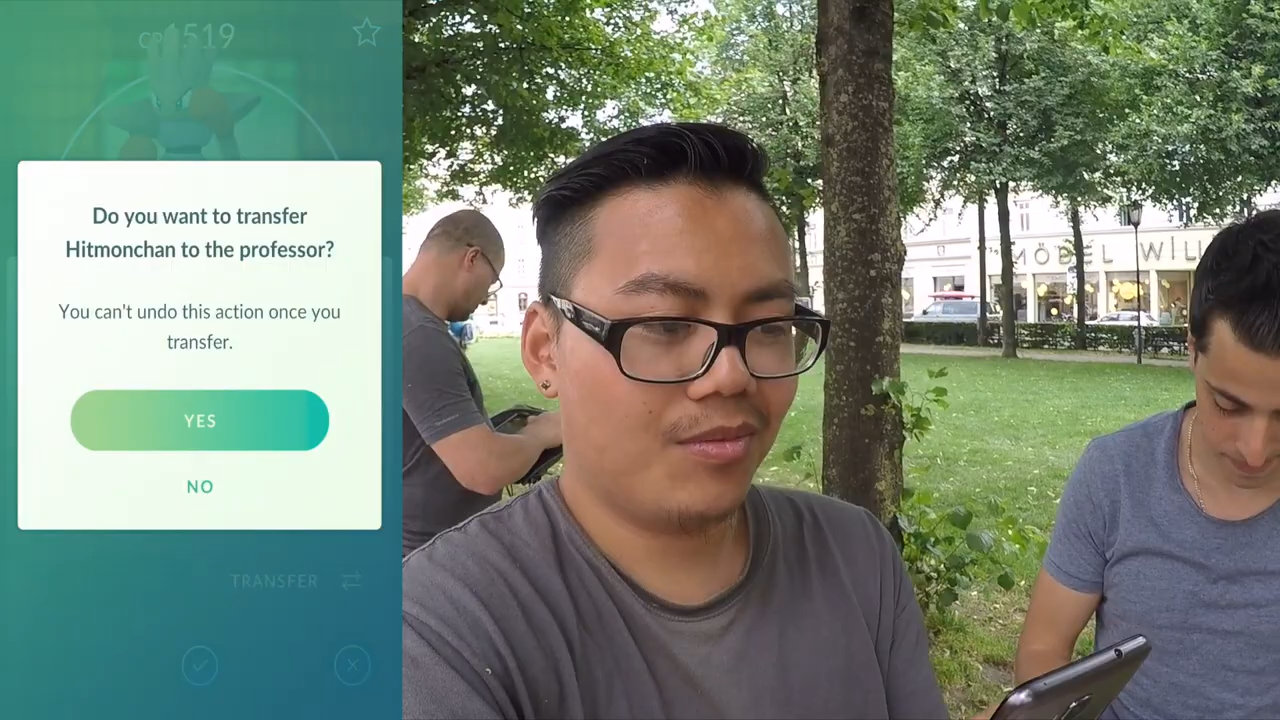 CP1519
Do you want to transfer
Hitmonchan to the professor?
You can't undo this action once you
transfer.
YES
NO
TRANSFER
MÖBEL WILL